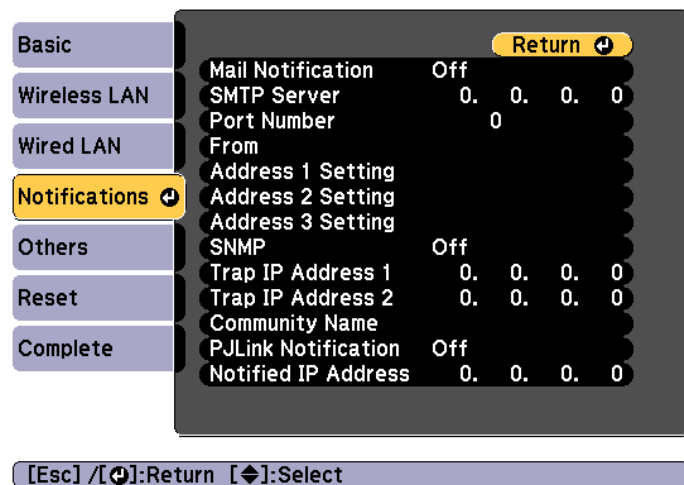 Basic
Wireless LAN
Wired LAN
Notifications
Others
Reset
Complete
Return
Mail Notification Off
SMTP Server 0. 0. 0. 0
Port Number 0
From
Address 1 Setting
Address 2 Setting
Address 3 Setting
SNMP Off
Trap IP Address 1 0. 0. 0. 0
Trap IP Address 2 0. 0. 0. 0
Community Name
PJLink Notification Off
Notified IP Address 0. 0. 0. 0
[Esc] /[⏎]:Return [◆]:Select